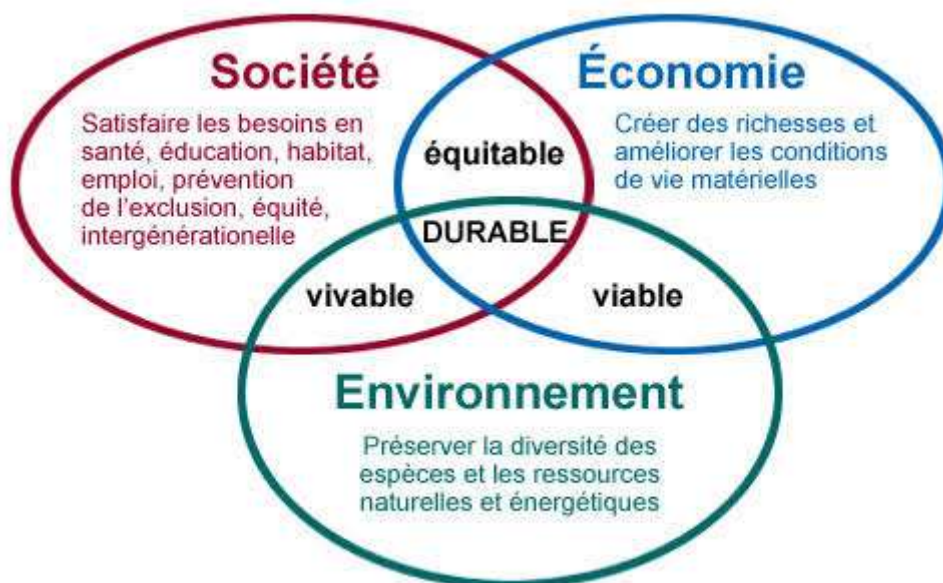 Société
Satisfaire les besoins en
santé, éducation, habitat,
emploi, prévention
de l'exclusion, équité,
intergénérationelle
Économie
Créer des richesses et
améliorer les conditions
de vie matérielles
équitable
DURABLE
vivable
viable
Environnement
Préserver la diversité des
espèces et les ressources
naturelles et énergétiques